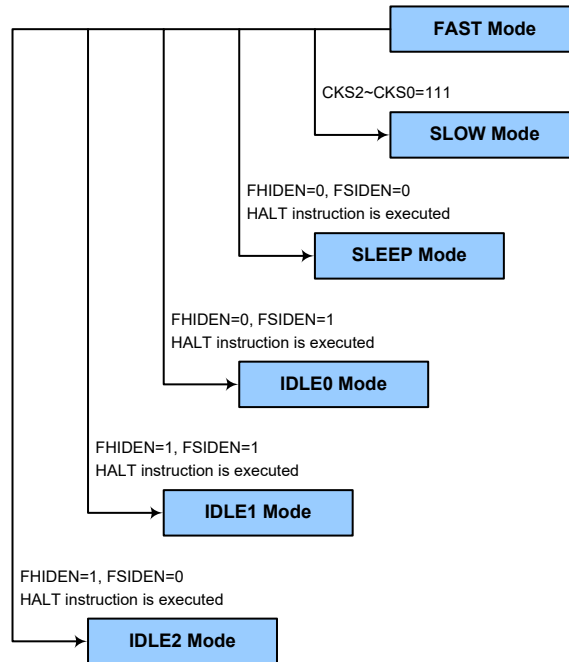 FAST Mode
CKS2~CKS0=111
SLOW Mode
FHIDEN=0, FSIDEN=0
HALT instruction is executed
SLEEP Mode
FHIDEN=0, FSIDEN=1
HALT instruction is executed
IDLE0 Mode
FHIDEN=1, FSIDEN=1
HALT instruction is executed
IDLE1 Mode
FHIDEN=1, FSIDEN=0
HALT instruction is executed
IDLE2 Mode